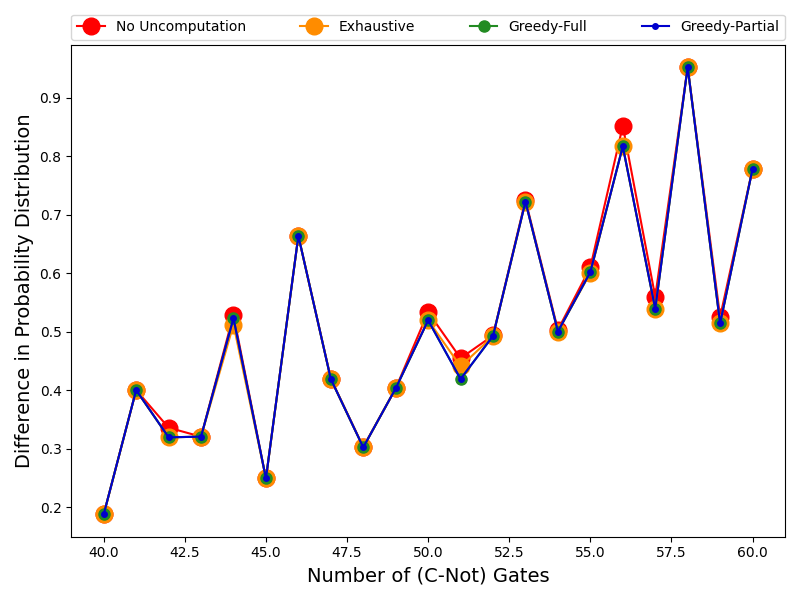 No Uncomputation Exhaustive Greedy-Full Greedy-Partial
Difference in Probability Distribution
0.9
0.8
0.7
0.6
0.5
0.4
0.3
0.2
40.0 42.5 45.0 47.5 50.0 52.5 55.0 57.5 60.0
Number of (C-Not) Gates